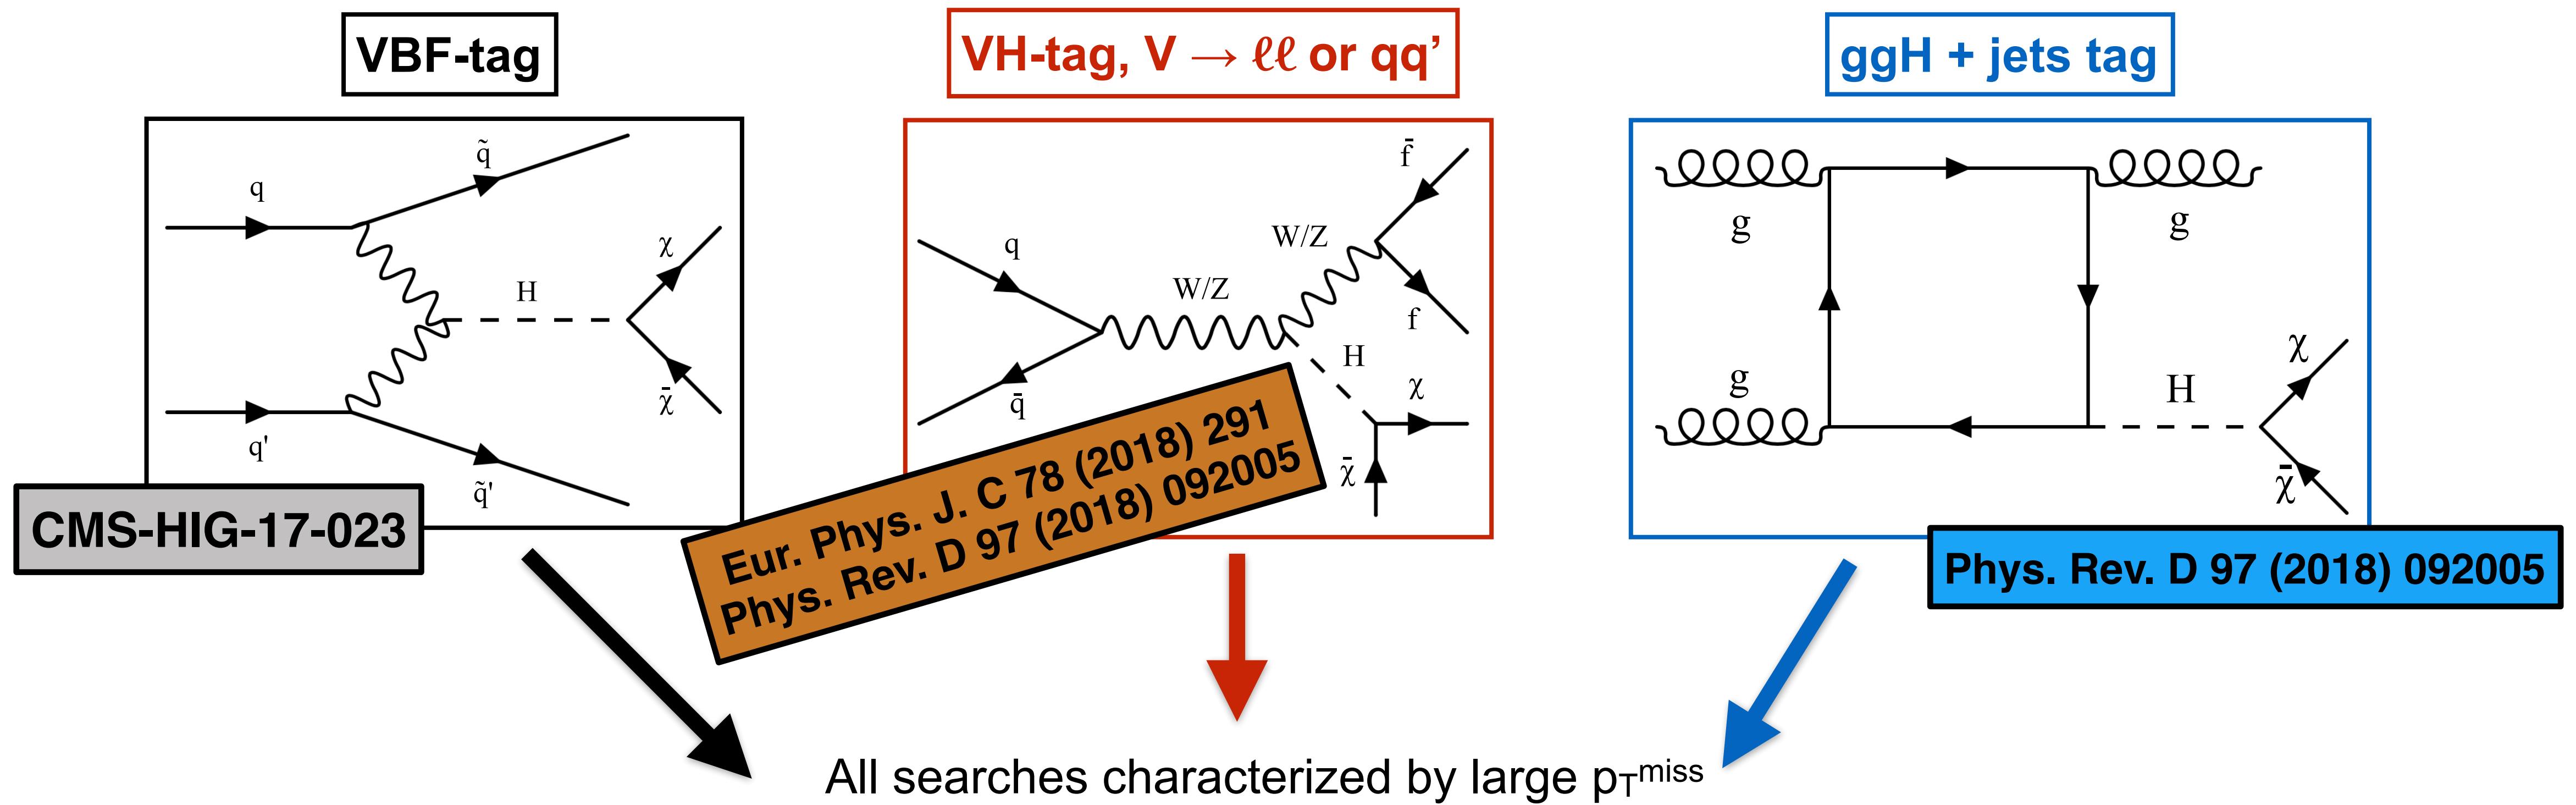 VBF-tag
VH-tag, V → ℓℓ or qq’
ggH + jets tag
q
q̃
H
χ
χ̄
q'
q̃'
CMS-HIG-17-023
q
q̄
W/Z
W/Z
f̄
f
H
χ
χ̄
Eur. Phys. J. C 78 (2018) 291
Phys. Rev. D 97 (2018) 092005
g
g
g
H
χ
χ̄
Phys. Rev. D 97 (2018) 092005
All searches characterized by large pTmiss